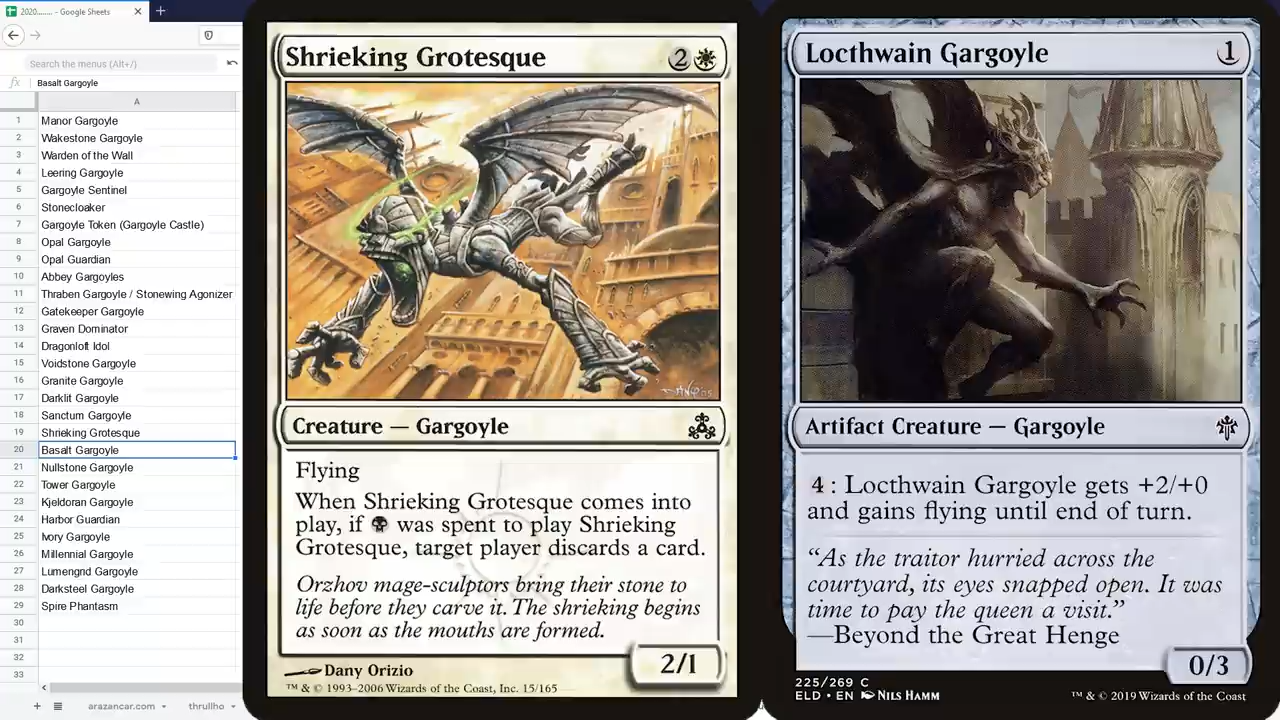 2020........ - Google Sheets
Search the menus (Alt+/)
fx Basalt Gargoyle
A
1 Manor Gargoyle
2 Wakestone Gargoyle
3 Warden of the Wall
4 Leering Gargoyle
5 Gargoyle Sentinel
6 Stonecloaker
7 Gargoyle Token (Gargoyle Castle)
8 Opal Gargoyle
9 Opal Guardian
10 Abbey Gargoyles
11 Thraben Gargoyle / Stonewing Agonizer
12 Gatekeeper Gargoyle
13 Graven Dominator
14 Dragonloft Idol
15 Voidstone Gargoyle
16 Granite Gargoyle
17 Darklit Gargoyle
18 Sanctum Gargoyle
19 Shrieking Grotesque
20 Basalt Gargoyle
21 Nullstone Gargoyle
22 Tower Gargoyle
23 Kjeldoran Gargoyle
24 Harbor Guardian
25 Ivory Gargoyle
26 Millennial Gargoyle
27 Lumengrid Gargoyle
28 Darksteel Gargoyle
29 Spire Phantasm
30
31
32
33
arazancar.com
thrullho
Shrieking Grotesque 2
DANY '05
Creature — Gargoyle
Flying
When Shrieking Grotesque comes into
play, if was spent to play Shrieking
Grotesque, target player discards a card.
Orzhov mage-sculptors bring their stone to
life before they carve it. The shrieking begins
as soon as the mouths are formed.
2/1
Dany Orizio
™ & © 1993–2006 Wizards of the Coast, Inc. 15/165
Locthwain Gargoyle 1
Artifact Creature — Gargoyle
4 : Locthwain Gargoyle gets +2/+0
and gains flying until end of turn.
“As the traitor hurried across the
courtyard, its eyes snapped open. It was
time to pay the queen a visit.”
—Beyond the Great Henge
0/3
225/269 C
ELD • EN Nils Hamm
™ & © 2019 Wizards of the Coast